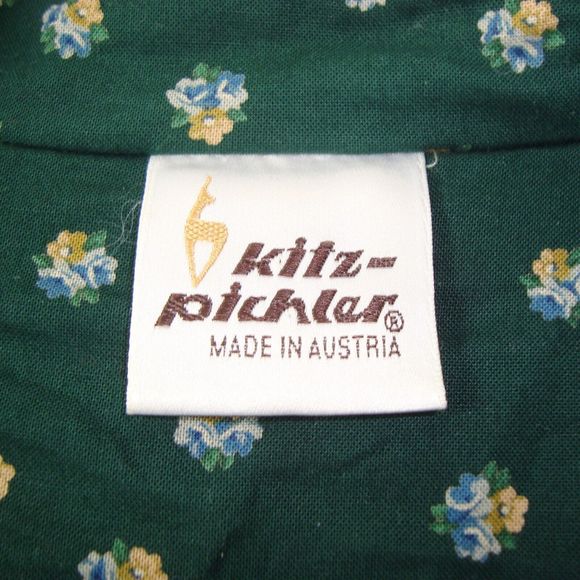 kitz-
pichler®
MADE IN AUSTRIA